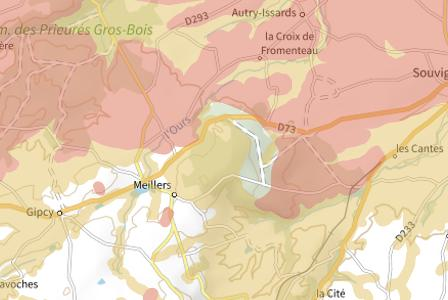 D293
Autry-Issards
m. des Prieurés Gros-Bois
la Croix de
Fromenteau
ère
Souvig
l'Ours
D73
les Cantes
Meillers
Gipcy
D233
avoches
la Cité